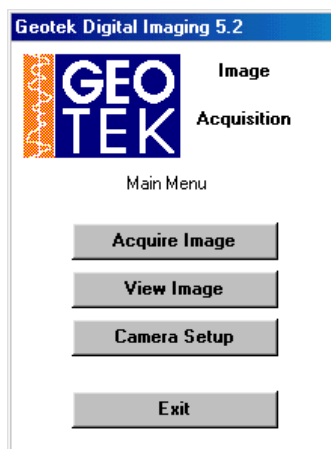 Geotek Digital Imaging 5.2
GEO
TEK
Image
Acquisition
Main Menu
Acquire Image
View Image
Camera Setup
Exit